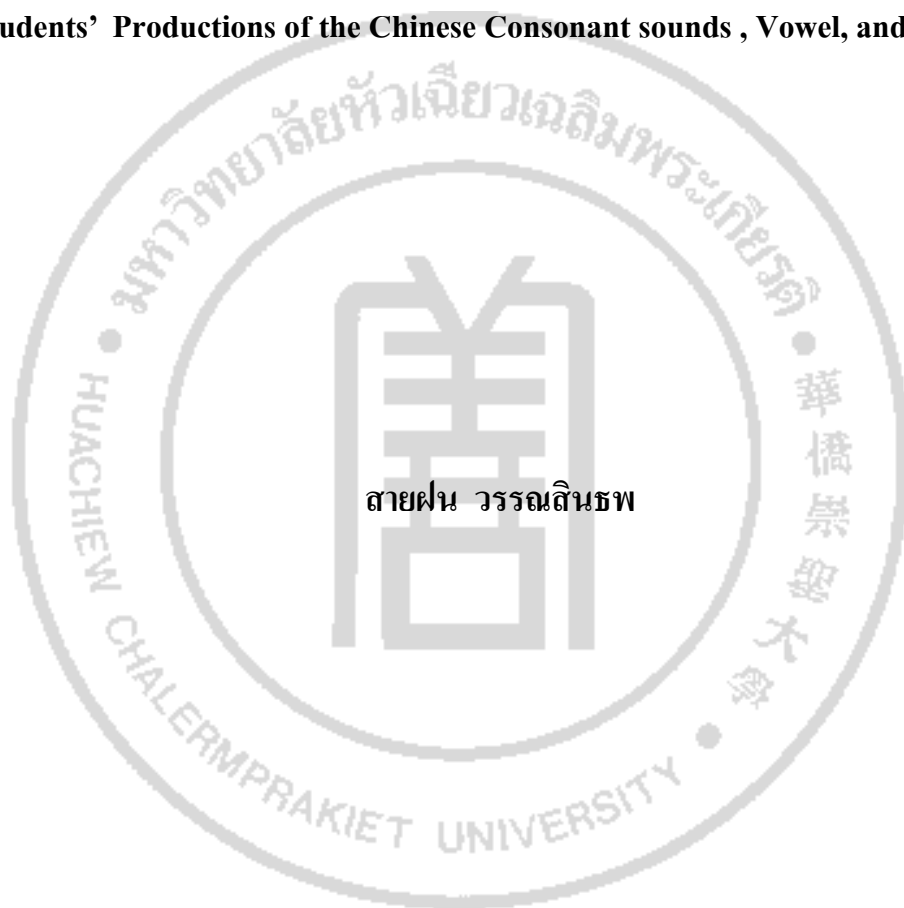 udents’ Productions of the Chinese Consonant sounds , Vowel, and
มหาวิทยาลัยหัวเฉียวเฉลิมพระเกียรติ
華僑崇聖大學
สายฝน วรรณสินธพ
HUACHIEW CHALERMPRAKIET UNIVERSITY